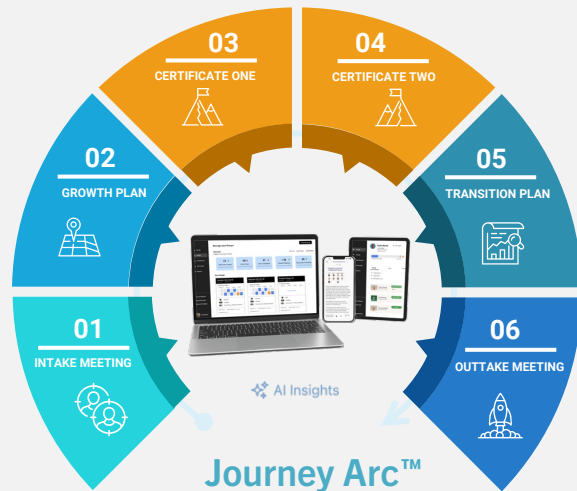 01
INTAKE MEETING
02
GROWTH PLAN
03
CERTIFICATE ONE
04
CERTIFICATE TWO
05
TRANSITION PLAN
06
OUTTAKE MEETING
AI Insights
Journey Arc™